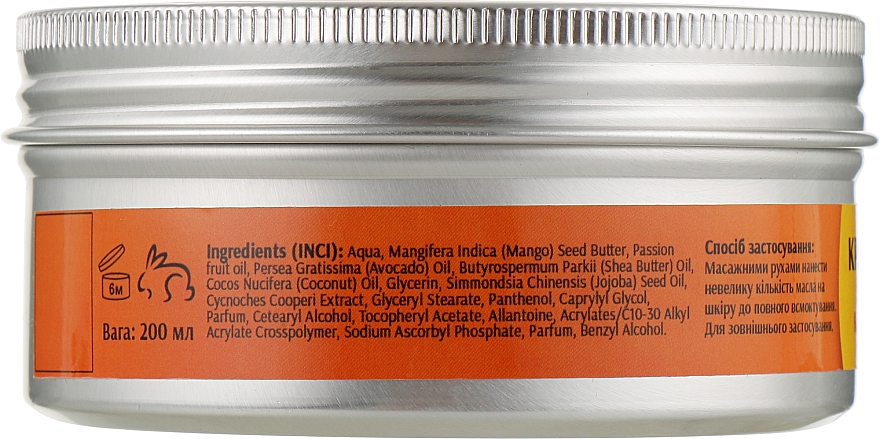 6м
Вага: 200 мл
Ingredients (INCI): Aqua, Mangifera Indica (Mango) Seed Butter, Passion
fruit oil, Persea Gratissima (Avocado) Oil, Butyrospermum Parkii (Shea Butter) Oil,
Cocos Nucifera (Coconut) Oil, Glycerin, Simmondsia Chinensis (Jojoba) Seed Oil,
Cycnoches Cooperi Extract, Glyceryl Stearate, Panthenol, Caprylyl Glycol,
Parfum, Cetearyl Alcohol, Tocopheryl Acetate, Allantoine, Acrylates/C10-30 Alkyl
Acrylate Crosspolymer, Sodium Ascorbyl Phosphate, Parfum, Benzyl Alcohol.
Спосіб застосування:
Масажними рухами нанести
невелику кількість масла на
шкіру до повного всмоктування.
Для зовнішнього застосування.